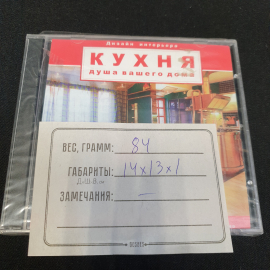 Дизайн интерьера
КУХНЯ
душа вашего дома
ВЕС, ГРАММ: 84
ГАБАРИТЫ: 14х13х1
Д.Ш.В.см
ЗАМЕЧАНИЯ: —